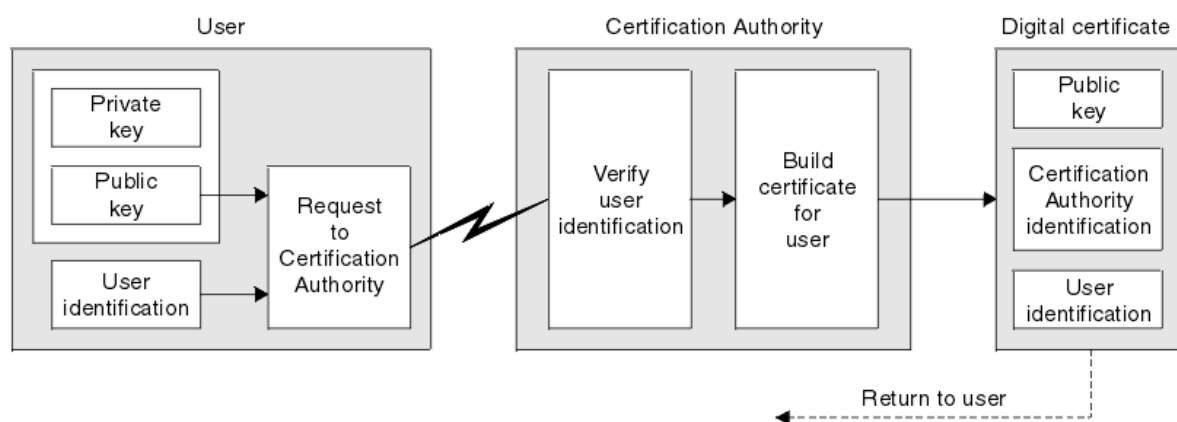 User
Certification Authority
Digital certificate
Private
key
Public
key
User
identification
Request
to
Certification
Authority
Verify
user
identification
Build
certificate
for
user
Public
key
Certification
Authority
identification
User
identification
Return to user